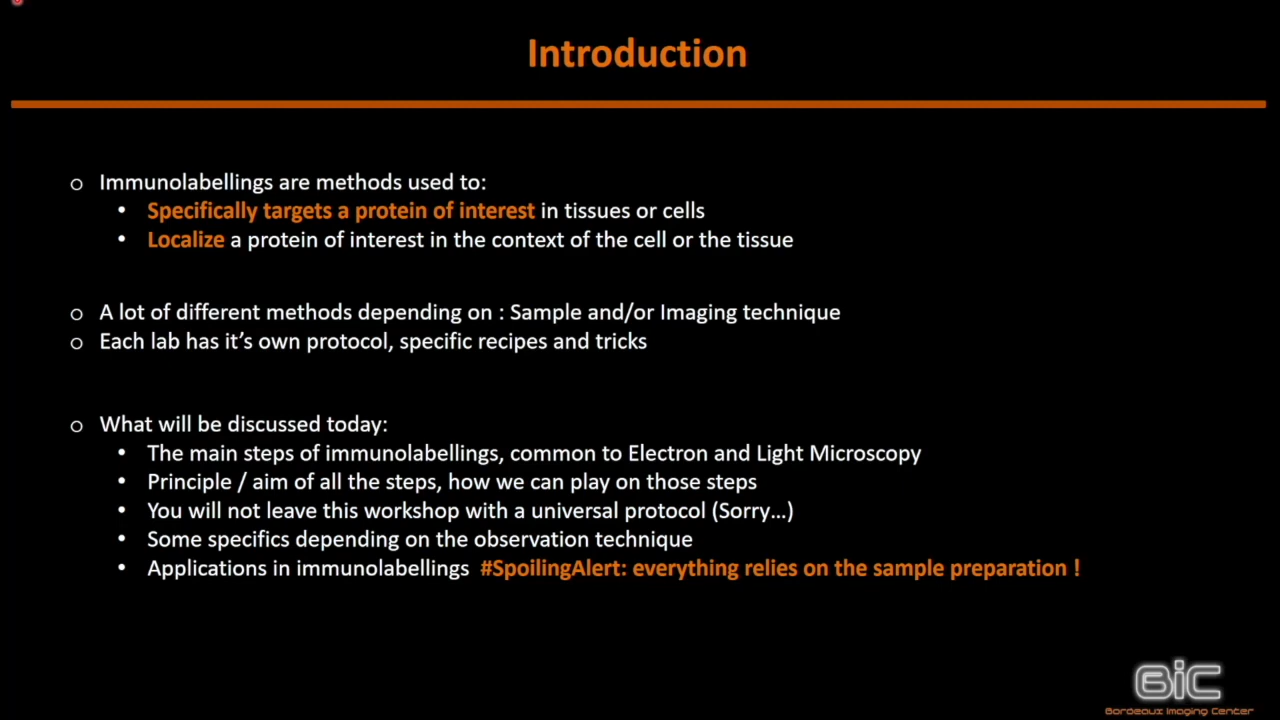 Introduction
o Immunolabellings are methods used to:
• Specifically targets a protein of interest in tissues or cells
• Localize a protein of interest in the context of the cell or the tissue
o A lot of different methods depending on : Sample and/or Imaging technique
o Each lab has it’s own protocol, specific recipes and tricks
o What will be discussed today:
• The main steps of immunolabellings, common to Electron and Light Microscopy
• Principle / aim of all the steps, how we can play on those steps
• You will not leave this workshop with a universal protocol (Sorry…)
• Some specifics depending on the observation technique
• Applications in immunolabellings #SpoilingAlert: everything relies on the sample preparation !
BiC
Bordeaux Imaging Center